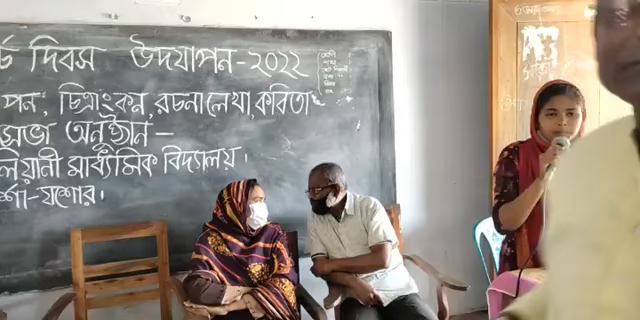 র্চ দিবস উদযাপন-২০২২
পন, চিত্রাংকন, রচনা লেখা, কবিতা
সভা অনুষ্ঠান –
লিয়ানী মাধ্যমিক বিদ্যালয়।
র্শা-যশোর।